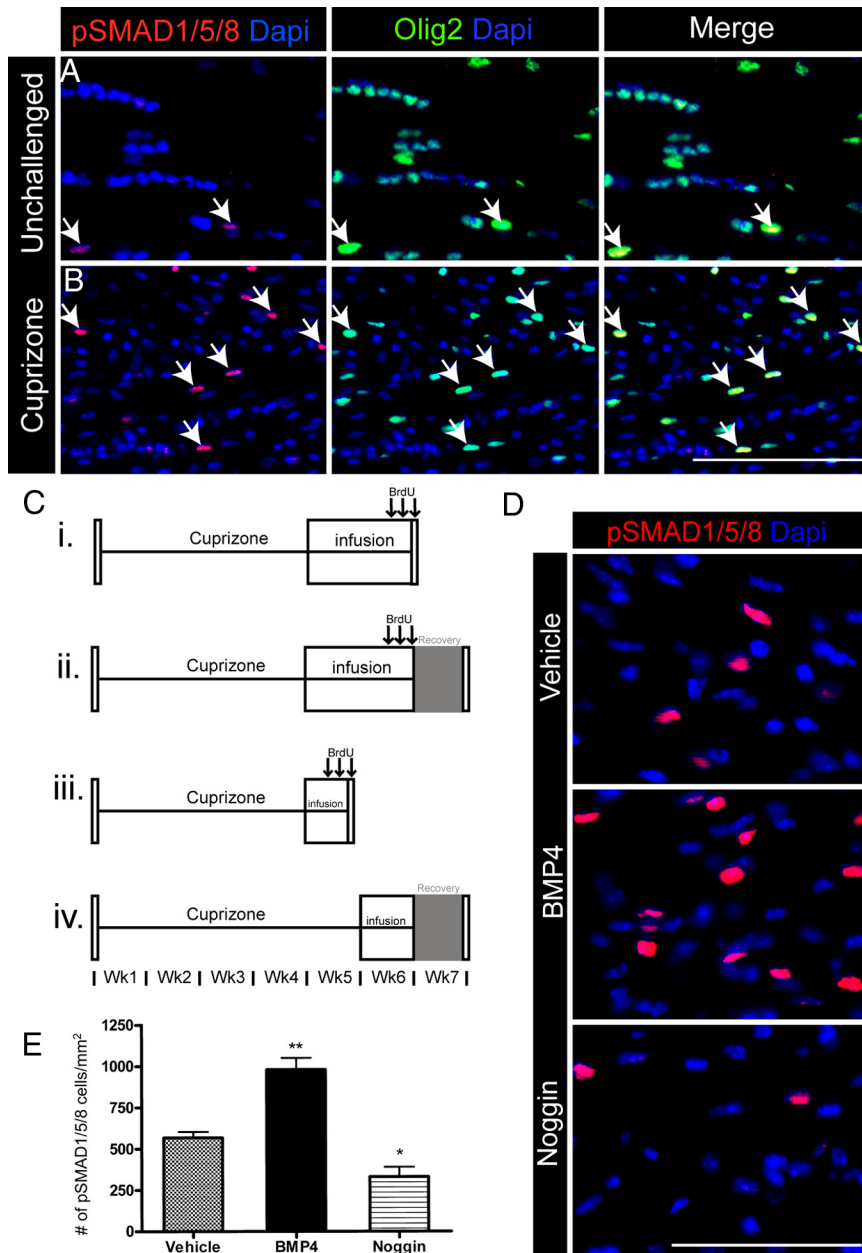 pSMAD1/5/8 Dapi
Olig2 Dapi
Merge
A
Unchallenged
B
Cuprizone
C
i.
Cuprizone
infusion
BrdU
ii.
Cuprizone
infusion
BrdU
Recovery
iii.
Cuprizone
infusion
BrdU
iv.
Cuprizone
infusion
Recovery
Wk1 Wk2 Wk3 Wk4 Wk5 Wk6 Wk7
D
pSMAD1/5/8 Dapi
Vehicle
BMP4
Noggin
E
# of pSMAD1/5/8 cells/mm²
1250
1000
750
500
250
0
**
*
Vehicle BMP4 Noggin